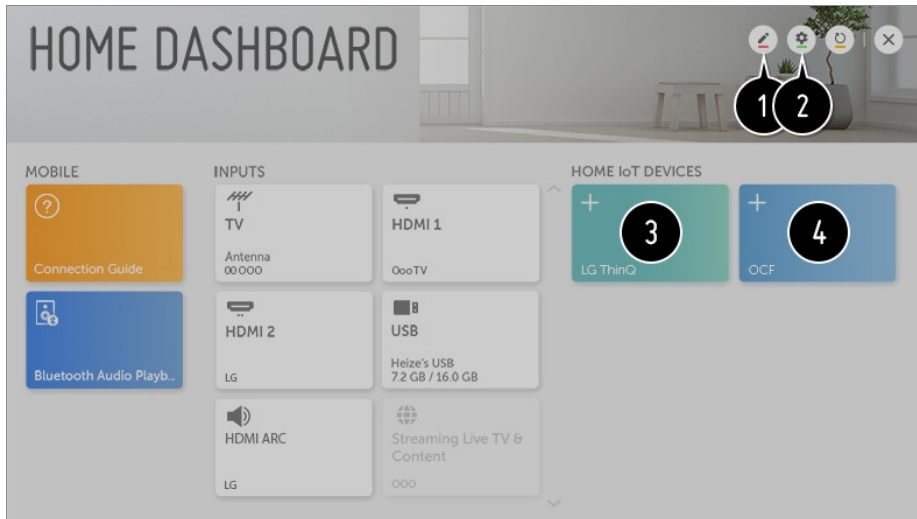 HOME DASHBOARD
1
2
MOBILE
INPUTS
HOME IoT DEVICES
Connection Guide
TV
Antenna
00 000
HDMI 1
OooTV
3
LG ThinQ
4
OCF
Bluetooth Audio Playb..
HDMI 2
LG
USB
Heize's USB
7.2 GB / 16.0 GB
HDMI ARC
LG
Streaming Live TV &
Content
000